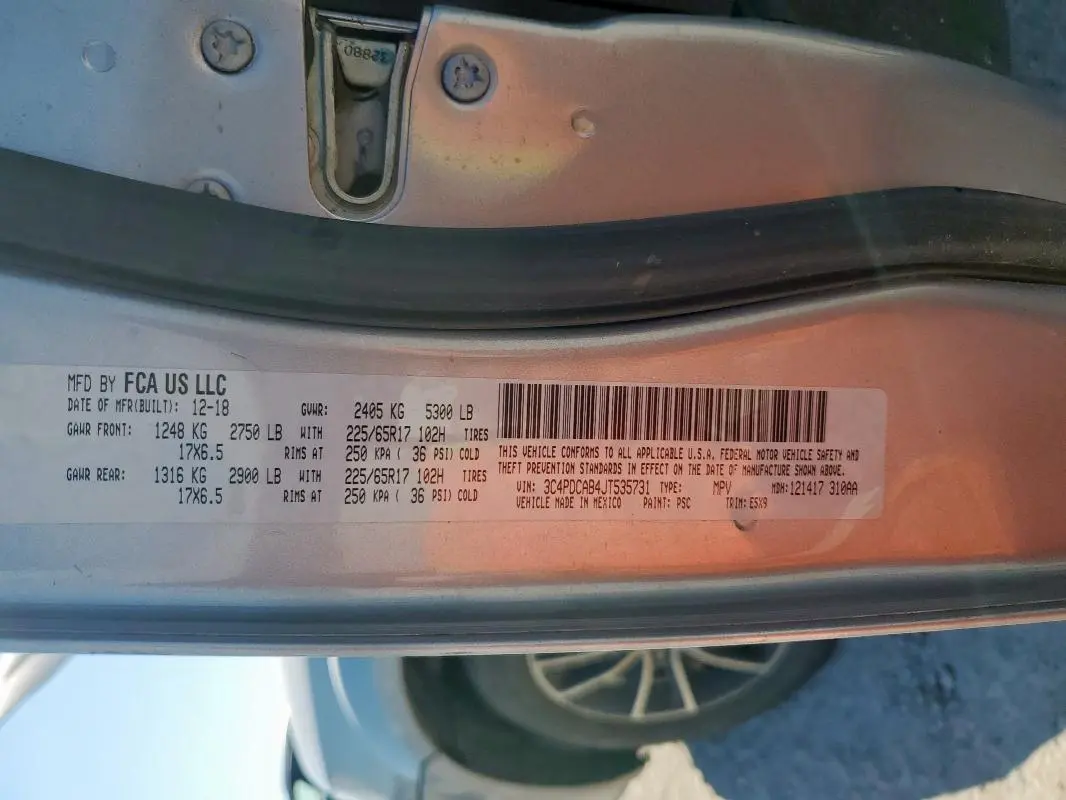 MFD BY FCA US LLC
DATE OF MFR(BUILT): 12-18 GVWR: 2405 KG 5300 LB
GAWR FRONT: 1248 KG 2750 LB WITH 225/65R17 102H TIRES
17X6.5 RIMS AT 250 KPA ( 36 PSI) COLD
GAWR REAR: 1316 KG 2900 LB WITH 225/65R17 102H TIRES
17X6.5 RIMS AT 250 KPA ( 36 PSI) COLD
THIS VEHICLE CONFORMS TO ALL APPLICABLE U.S.A. FEDERAL MOTOR VEHICLE SAFETY AND
THEFT PREVENTION STANDARDS IN EFFECT ON THE DATE OF MANUFACTURE SHOWN ABOVE.
VIN: 3C4PDCAB4JT535731 TYPE: MPV MDH:121417 310AA
VEHICLE MADE IN MEXICO PAINT: PSC TRIM: E5X9